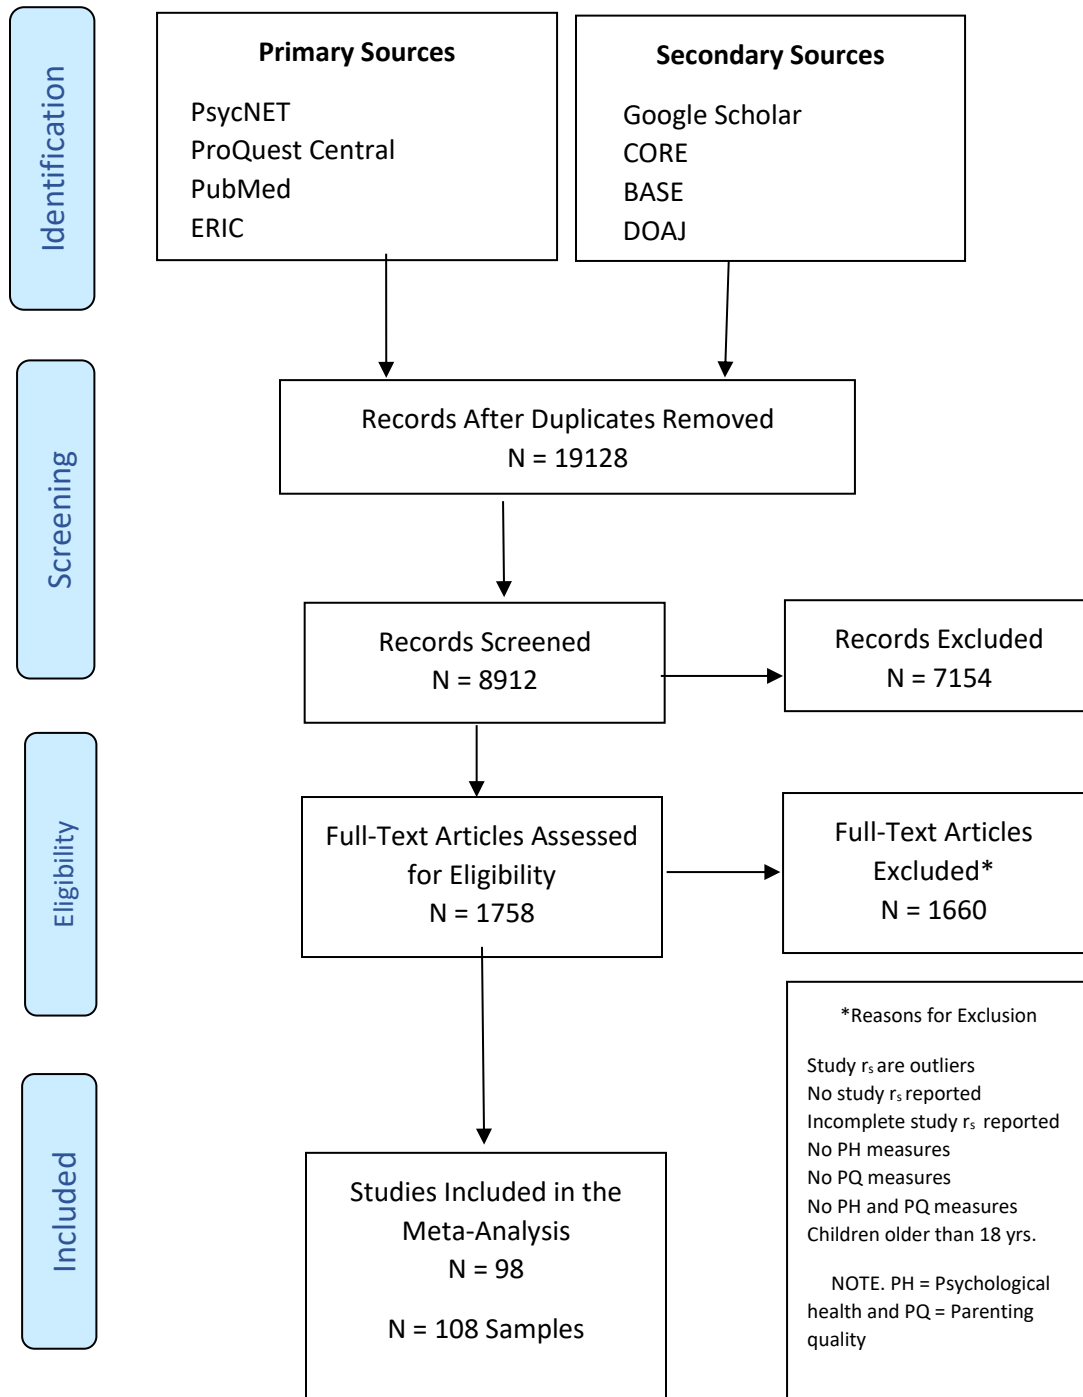 Identification
Primary Sources
PsycNET
ProQuest Central
PubMed
ERIC
Secondary Sources
Google Scholar
CORE
BASE
DOAJ
Screening
Records After Duplicates Removed
N = 19128
Records Screened
N = 8912
Records Excluded
N = 7154
Eligibility
Full-Text Articles Assessed
for Eligibility
N = 1758
Full-Text Articles
Excluded*
N = 1660
*Reasons for Exclusion
Study rₛ are outliers
No study rₛ reported
Incomplete study rₛ reported
No PH measures
No PQ measures
No PH and PQ measures
Children older than 18 yrs.
NOTE. PH = Psychological
health and PQ = Parenting
quality
Included
Studies Included in the
Meta-Analysis
N = 98
N = 108 Samples